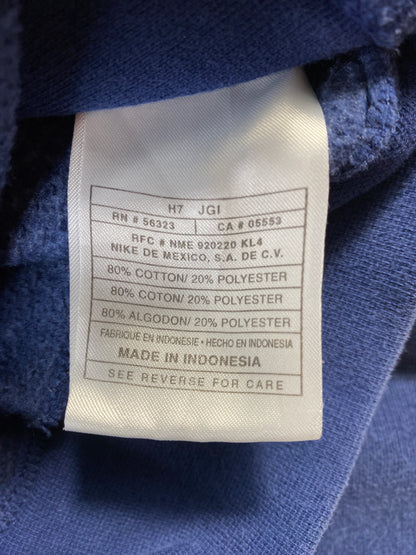 H7 JGI
RN # 56323 CA # 05553
RFC # NME 920220 KL4
NIKE DE MEXICO, S.A. DE C.V.
80% COTTON/ 20% POLYESTER
80% COTON/ 20% POLYESTER
80% ALGODON/ 20% POLYESTER
FABRIQUE EN INDONESIE • HECHO EN INDONESIA
MADE IN INDONESIA
SEE REVERSE FOR CARE